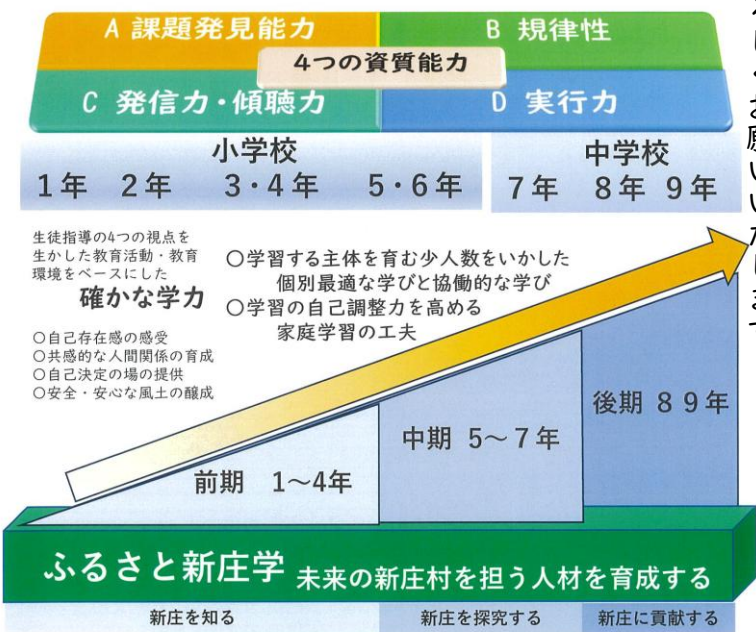 A 課題発見能力
B 規律性
4つの資質能力
C 発信力・傾聴力
D 実行力
小学校
中学校
1年 2年 3・4年 5・6年
7年 8年 9年
生徒指導の4つの視点を
生かした教育活動・教育
環境をベースにした
確かな学力
○自己存在感の感受
○共感的な人間関係の育成
○自己決定の場の提供
○安全・安心な風土の醸成
○学習する主体を育む少人数をいかした
個別最適な学びと協働的な学び
○学習の自己調整力を高める
家庭学習の工夫
前期 1〜4年
中期 5〜7年
後期 8 9年
ふるさと新庄学 未来の新庄村を担う人材を育成する
新庄を知る
新庄を探究する
新庄に貢献する
お願いいた